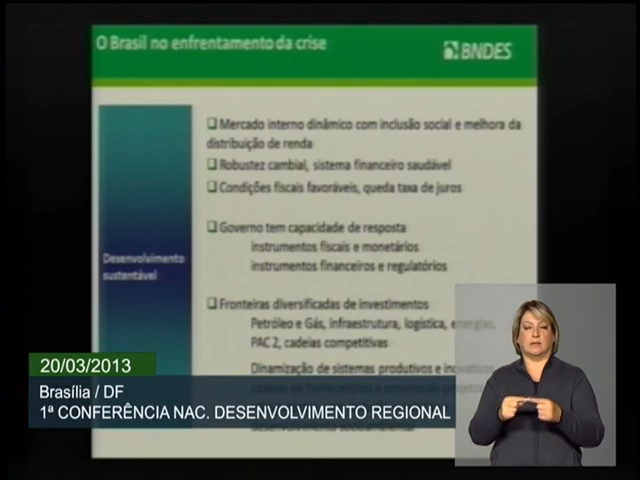 O Brasil no enfrentamento da crise
BNDES
Mercado interno dinâmico com inclusão social e melhora da
distribuição de renda
Robustez cambial, sistema financeiro saudável
Condições fiscais favoráveis, queda taxa de juros
Governo tem capacidade de resposta
instrumentos fiscais e monetários
instrumentos financeiros e regulatórios
Desenvolvimento
sustentável
Fronteiras diversificadas de investimentos
Petróleo e Gás, infraestrutura, logística, energias,
PAC 2, cadeias competitivas
Dinamização de sistemas produtivos e inovativos
20/03/2013
Brasília / DF
1ª CONFERÊNCIA NAC. DESENVOLVIMENTO REGIONAL